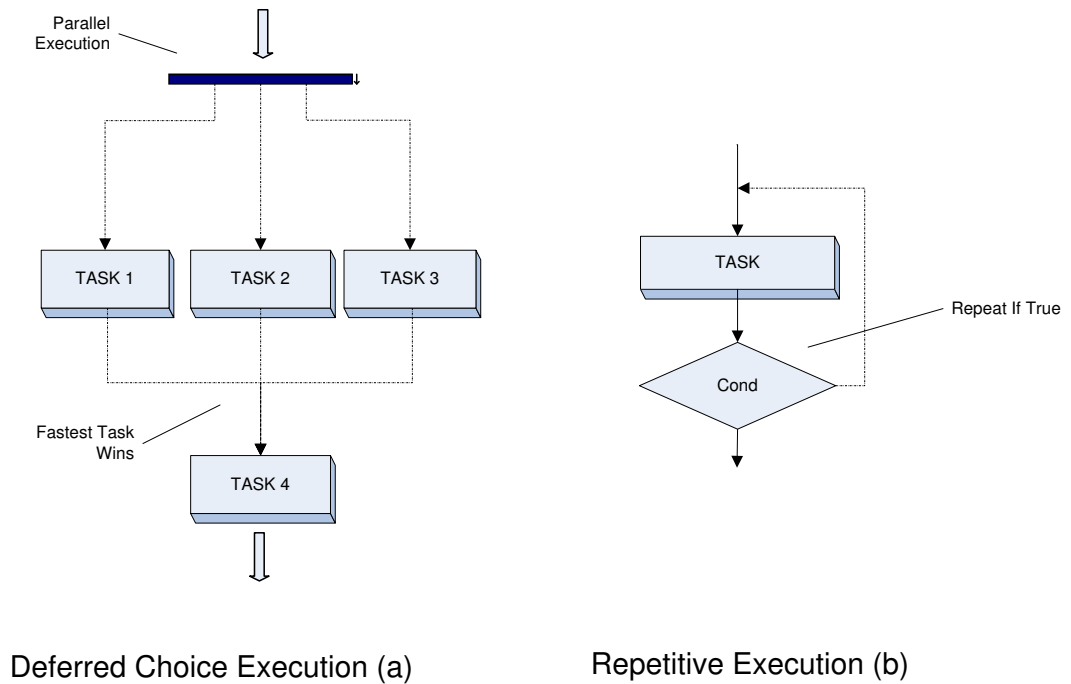 Parallel
Execution
TASK 1
TASK 2
TASK 3
Fastest Task
Wins
TASK 4
Deferred Choice Execution (a)
TASK
Repeat If True
Cond
Repetitive Execution (b)